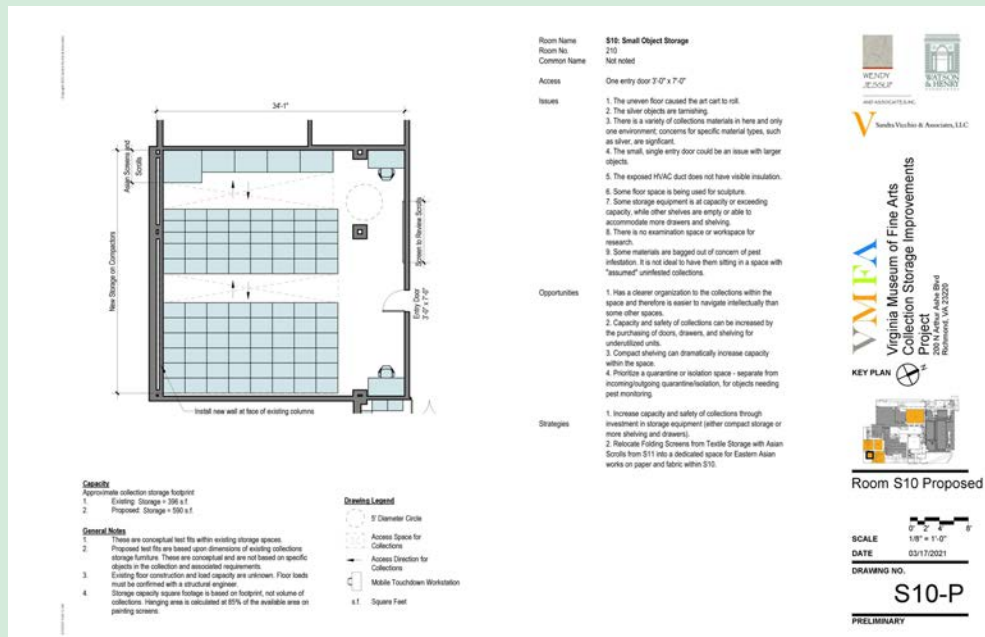 34'-1"
Asian Screens and
Scrolls
New Storage on Compactors
Screen to Review Scrolls
Entry Door
3'-0" x 7'-0"
Install new wall at face of existing columns
Capacity
Approximate collection storage footprint
1. Existing: Storage = 396 s.f.
2. Proposed: Storage = 590 s.f.
General Notes
1. These are conceptual test fits within existing storage spaces.
2. Proposed test fits are based upon dimensions of existing collections
storage furniture. These are conceptual and are not based on specific
objects in the collection and associated requirements.
3. Existing floor construction and load capacity are unknown. Floor loads
must be confirmed with a structural engineer.
4. Storage capacity square footage is based on footprint, not volume of
collections. Hanging area is calculated at 85% of the available area on
painting screens.
Drawing Legend
5' Diameter Circle
Access Space for
Collections
Access Direction for
Collections
Mobile Touchdown Workstation
s.f. Square Feet
Room Name S10: Small Object Storage
Room No. 210
Common Name Not noted
Access One entry door 3'-0" x 7'-0"
Issues 1. The uneven floor caused the art cart to roll.
2. The silver objects are tarnishing.
3. There is a variety of collections materials in here and only
one environment; concerns for specific material types, such
as silver, are signficant.
4. The small, single entry door could be an issue with larger
objects.
5. The exposed HVAC duct does not have visible insulation.
6. Some floor space is being used for sculpture.
7. Some storage equipment is at capacity or exceeding
capacity, while other shelves are empty or able to
accommodate more drawers and shelving.
8. There is no examination space or workspace for
research.
9. Some materials are bagged out of concern of pest
infestation. It is not ideal to have them sitting in a space with
"assumed" uninfested collections.
Opportunities 1. Has a clearer organization to the collections within the
space and therefore is easier to navigate intellectually than
some other spaces.
2. Capacity and safety of collections can be increased by
the purchasing of doors, drawers, and shelving for
underutilized units.
3. Compact shelving can dramatically increase capacity
within the space.
4. Prioritize a quarantine or isolation space - separate from
incoming/outgoing quarantine/isolation, for objects needing
pest monitoring.
Strategies 1. Increase capacity and safety of collections through
investment in storage equipment (either compact storage or
more shelving and drawers).
2. Relocate Folding Screens from Textile Storage with Asian
Scrolls from S11 into a dedicated space for Eastern Asian
works on paper and fabric within S10.
WENDY
JESSUP
AND ASSOCIATES, INC.
WATSON
& HENRY
V Sandra Vicchio & Associates, LLC
VMFA
Virginia Museum of Fine Arts
Collection Storage Improvements
Project
200 N Arthur Ashe Blvd
Richmond, VA 23220
KEY PLAN
N
Room S10 Proposed
0' 2' 4' 8'
SCALE 1/8" = 1'-0"
DATE 03/17/2021
DRAWING NO.
S10-P
PRELIMINARY